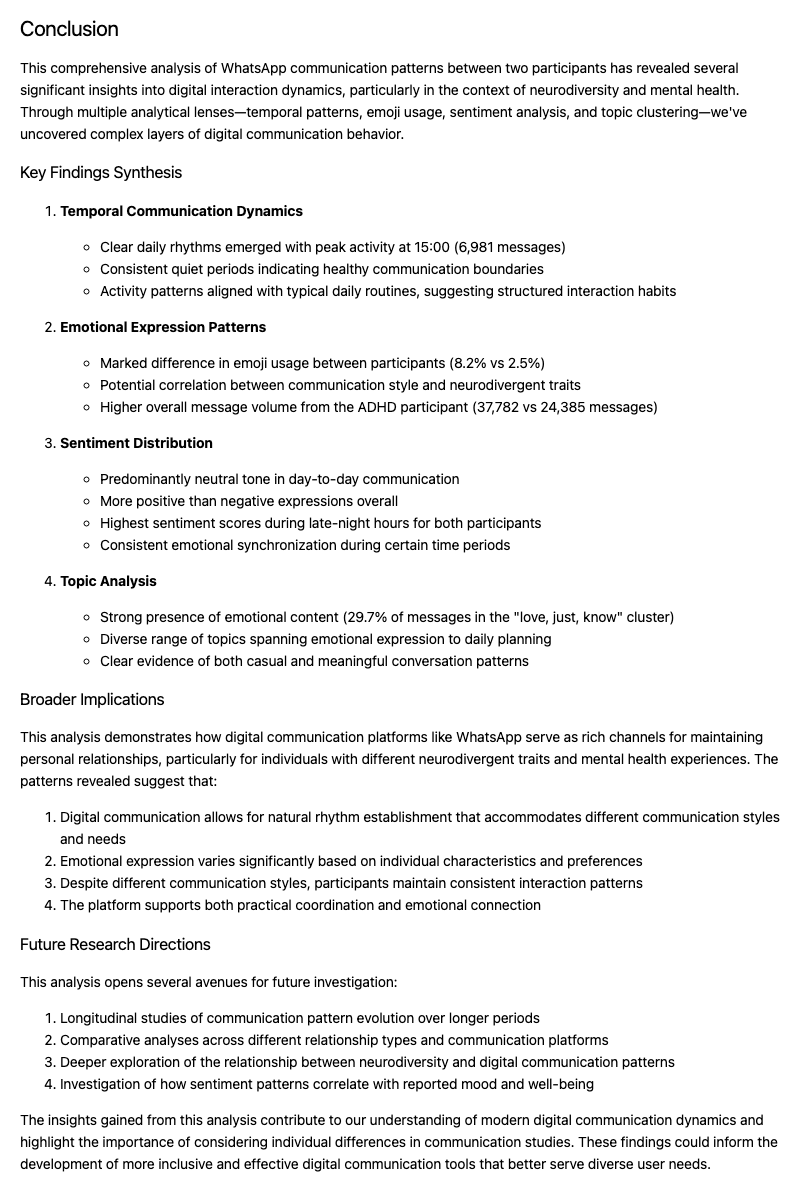 Conclusion
This comprehensive analysis of WhatsApp communication patterns between two participants has revealed several
significant insights into digital interaction dynamics, particularly in the context of neurodiversity and mental health.
Through multiple analytical lenses—temporal patterns, emoji usage, sentiment analysis, and topic clustering—we've
uncovered complex layers of digital communication behavior.
Key Findings Synthesis
1. Temporal Communication Dynamics
◦ Clear daily rhythms emerged with peak activity at 15:00 (6,981 messages)
◦ Consistent quiet periods indicating healthy communication boundaries
◦ Activity patterns aligned with typical daily routines, suggesting structured interaction habits
2. Emotional Expression Patterns
◦ Marked difference in emoji usage between participants (8.2% vs 2.5%)
◦ Potential correlation between communication style and neurodivergent traits
◦ Higher overall message volume from the ADHD participant (37,782 vs 24,385 messages)
3. Sentiment Distribution
◦ Predominantly neutral tone in day-to-day communication
◦ More positive than negative expressions overall
◦ Highest sentiment scores during late-night hours for both participants
◦ Consistent emotional synchronization during certain time periods
4. Topic Analysis
◦ Strong presence of emotional content (29.7% of messages in the "love, just, know" cluster)
◦ Diverse range of topics spanning emotional expression to daily planning
◦ Clear evidence of both casual and meaningful conversation patterns
Broader Implications
This analysis demonstrates how digital communication platforms like WhatsApp serve as rich channels for maintaining
personal relationships, particularly for individuals with different neurodivergent traits and mental health experiences. The
patterns revealed suggest that:
1. Digital communication allows for natural rhythm establishment that accommodates different communication styles
and needs
2. Emotional expression varies significantly based on individual characteristics and preferences
3. Despite different communication styles, participants maintain consistent interaction patterns
4. The platform supports both practical coordination and emotional connection
Future Research Directions
This analysis opens several avenues for future investigation:
1. Longitudinal studies of communication pattern evolution over longer periods
2. Comparative analyses across different relationship types and communication platforms
3. Deeper exploration of the relationship between neurodiversity and digital communication patterns
4. Investigation of how sentiment patterns correlate with reported mood and well-being
The insights gained from this analysis contribute to our understanding of modern digital communication dynamics and
highlight the importance of considering individual differences in communication studies. These findings could inform the
development of more inclusive and effective digital communication tools that better serve diverse user needs.